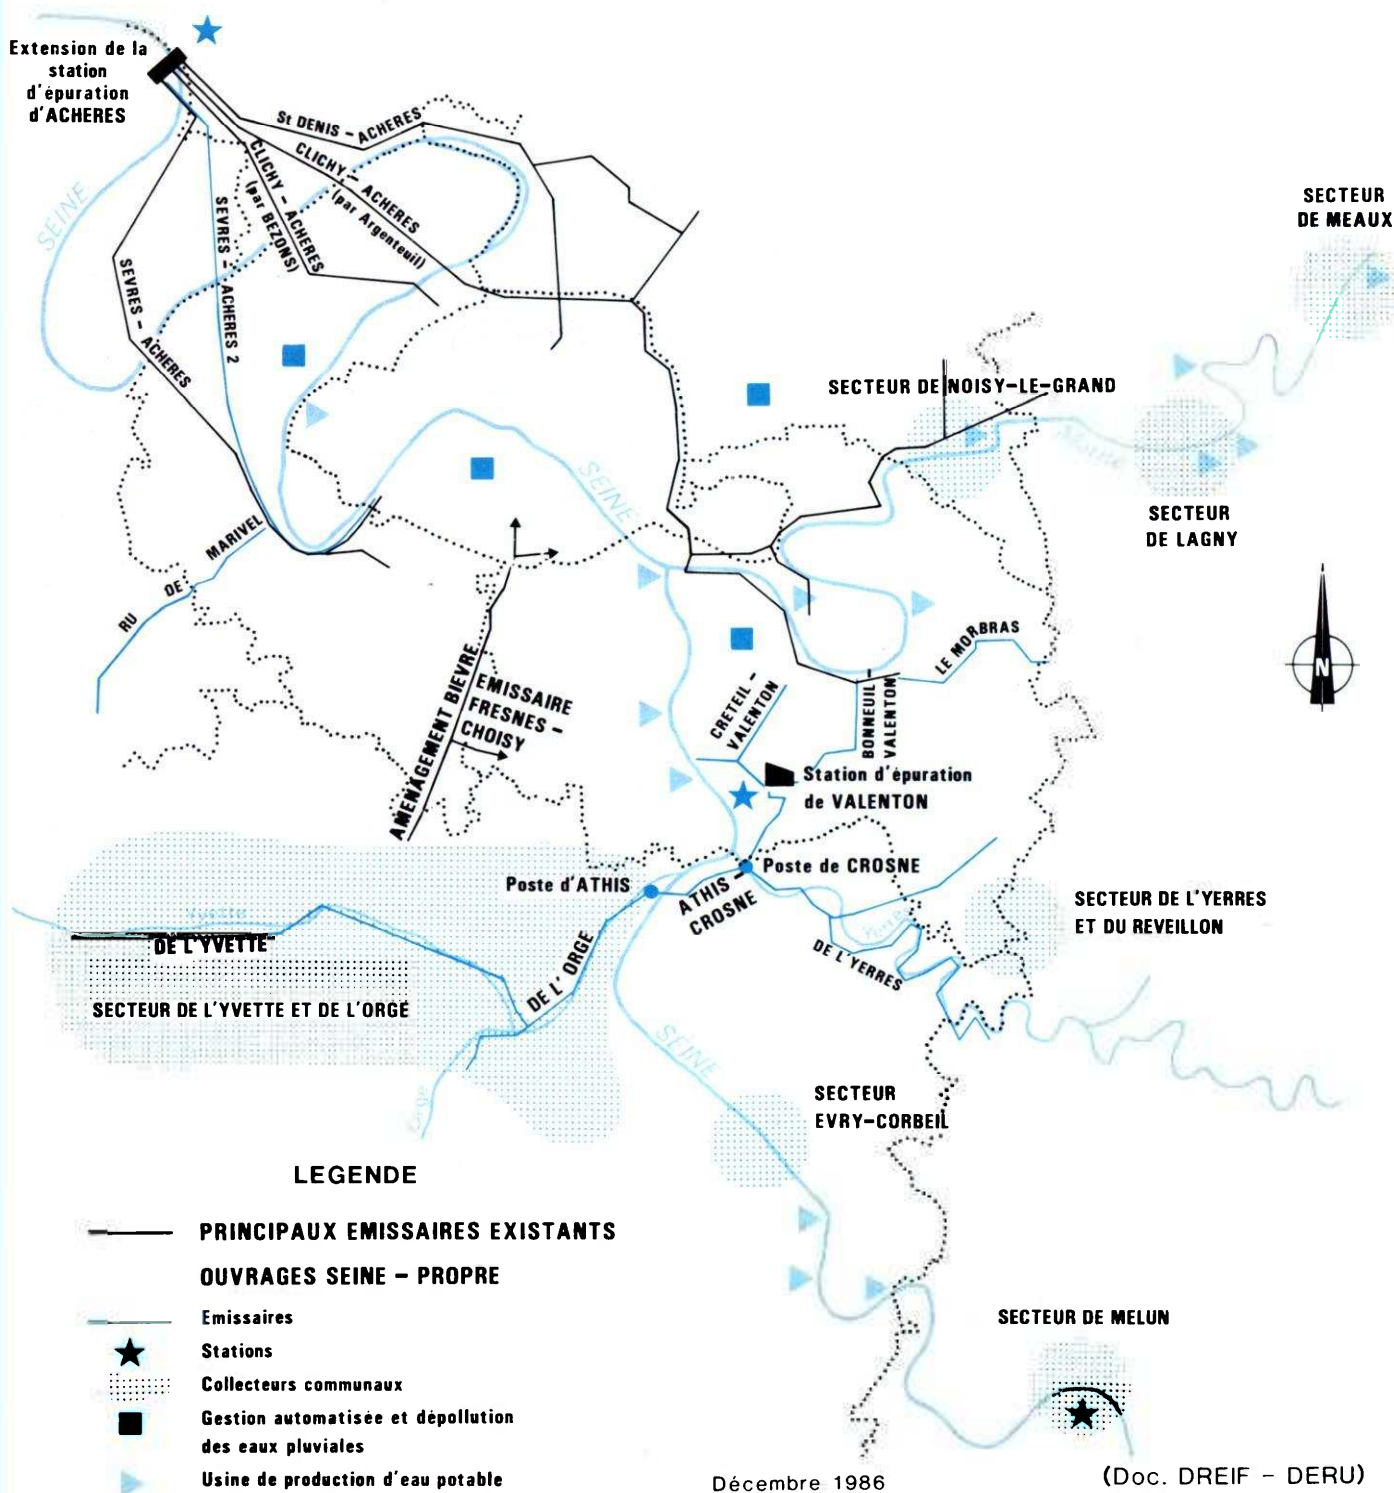 Extension de la
station
d'épuration
d'ACHERES
St DENIS - ACHERES
CLICHY - ACHERES
(par Argenteuil)
CLICHY - ACHERES
(par BEZONS)
SEINE
SEVRES - ACHERES 2
SEVRES - ACHERES
SECTEUR
DE MEAUX
SECTEUR DE NOISY-LE-GRAND
Marne
SEINE
SECTEUR
DE LAGNY
RU DE MARIVEL
N
LE MORBRAS
AMENAGEMENT BIEVRE
EMISSAIRE
FRESNES -
CHOISY
CRETEIL -
VALENTON
BONNEUIL -
VALENTON
Station d'épuration
de VALENTON
Poste de CROSNE
Poste d'ATHIS
ATHIS -
CROSNE
SECTEUR DE L'YERRES
ET DU REVEILLON
Yvette
DE L'YVETTE
Yerres
DE L'YERRES
DE L'ORGE
SECTEUR DE L'YVETTE ET DE L'ORGE
SEINE
Orge
SECTEUR
EVRY-CORBEIL
LEGENDE
PRINCIPAUX EMISSAIRES EXISTANTS
OUVRAGES SEINE - PROPRE
Emissaires
Stations
Collecteurs communaux
Gestion automatisée et dépollution
des eaux pluviales
Usine de production d'eau potable
SECTEUR DE MELUN
Décembre 1986
(Doc. DREIF - DERU)